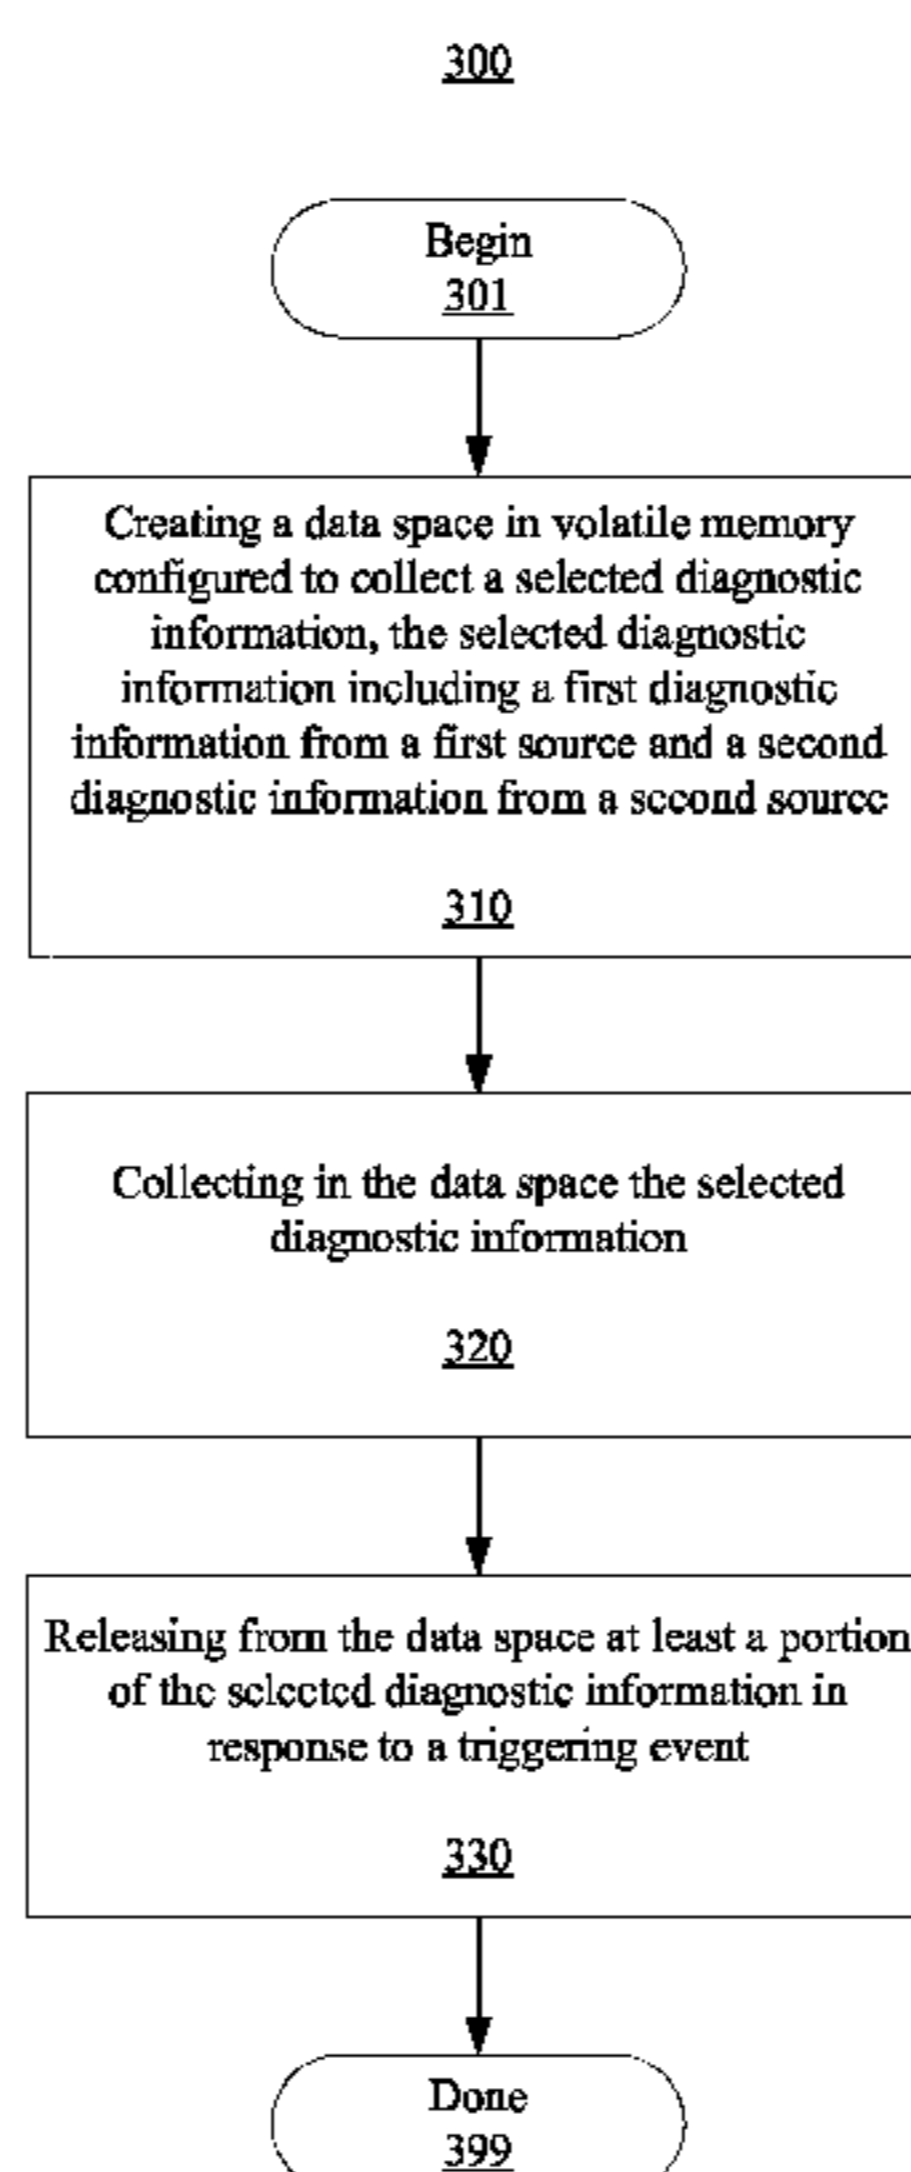 300
Begin
301
Creating a data space in volatile memory
configured to collect a selected diagnostic
information, the selected diagnostic
information including a first diagnostic
information from a first source and a second
diagnostic information from a second source
310
Collecting in the data space the selected
diagnostic information
320
Releasing from the data space at least a portion
of the selected diagnostic information in
response to a triggering event
330
Done
399